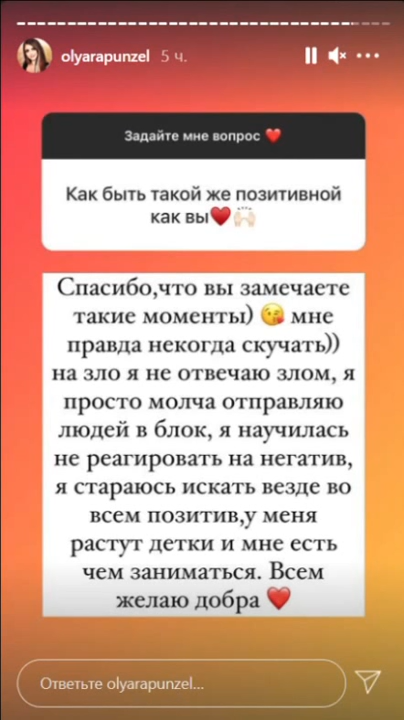 olyarapunzel 5 ч.
Задайте мне вопрос ❤️
Как быть такой же позитивной
как вы❤️🙌🏻
Спасибо,что вы замечаете
такие моменты) 😘 мне
правда некогда скучать))
на зло я не отвечаю злом, я
просто молча отправляю
людей в блок, я научилась
не реагировать на негатив,
я стараюсь искать везде во
всем позитив,у меня
растут детки и мне есть
чем заниматься. Всем
желаю добра ❤️
Ответьте olyarapunzel...